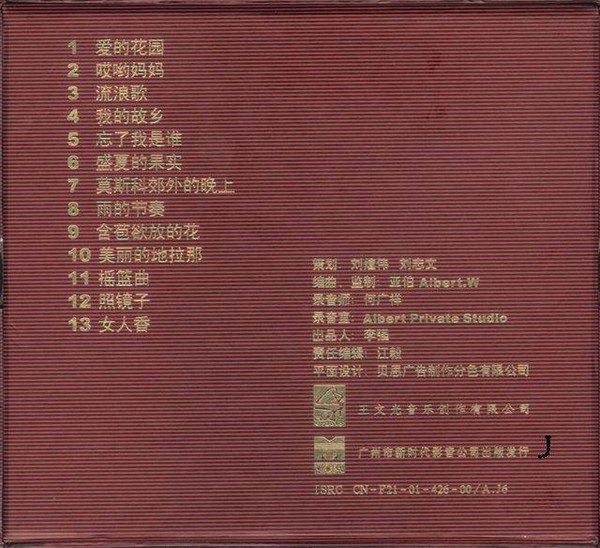 1 爱的花园
2 哎哟妈妈
3 流浪歌
4 我的故乡
5 忘了我是谁
6 盛夏的果实
7 莫斯科郊外的晚上
8 雨的节奏
9 含苞欲放的花
10 美丽的地拉那
11 摇篮曲
12 照镜子
13 女人香
策划：刘建伟 刘志文
编曲、监制：亚伯 Albert.W
录音师：何广祥
录音室：Albert Private Studio
出品人：李强
责任编辑：江毅
平面设计：贝恩广告制作分色有限公司
王文光音乐创作有限公司
广州市新时代影音公司出版发行
J
ISRC CN-F21-01-426-00/A.J6